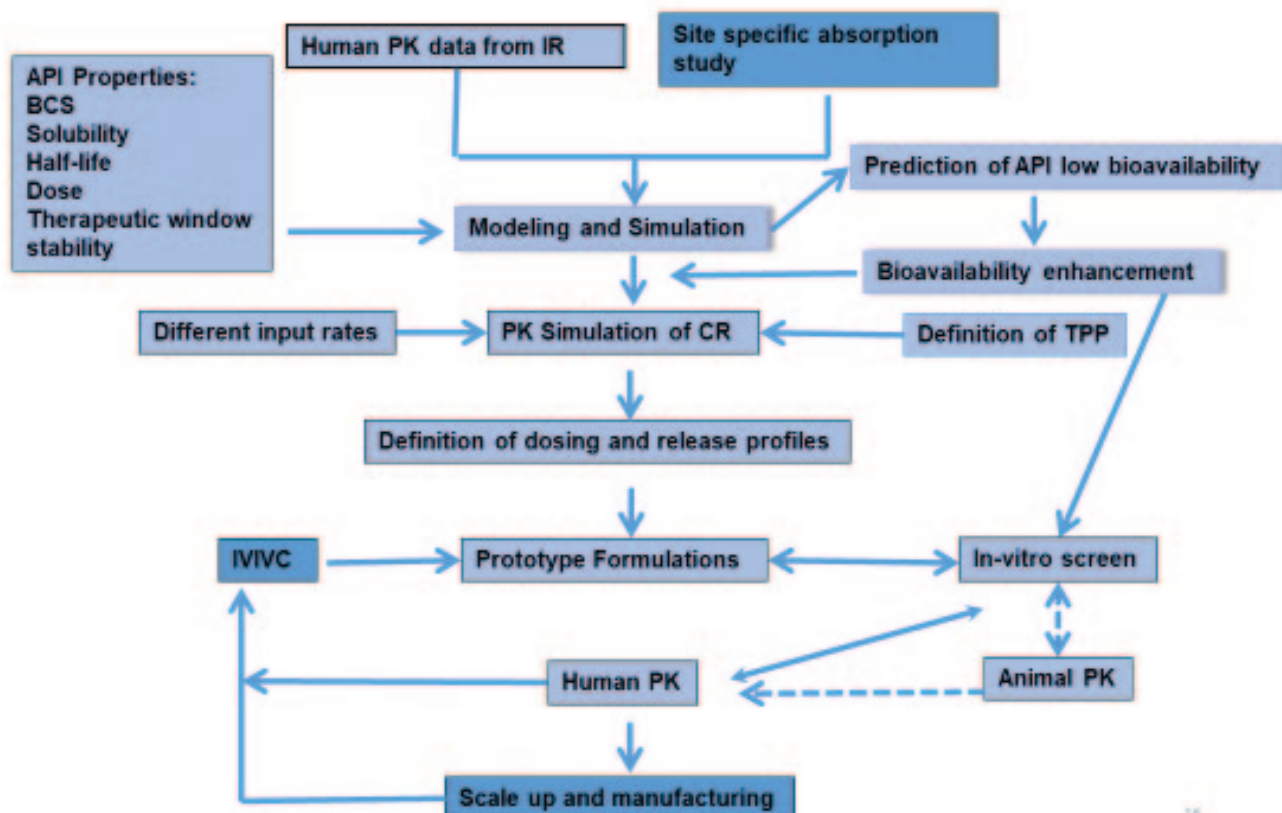 Human PK data from IR
Site specific absorption
study
API Properties:
BCS
Solubility
Half-life
Dose
Therapeutic window
stability
Prediction of API low bioavailability
Modeling and Simulation
Bioavailability enhancement
Different input rates
PK Simulation of CR
Definition of TPP
Definition of dosing and release profiles
IVIVC
Prototype Formulations
In-vitro screen
Human PK
Animal PK
Scale up and manufacturing